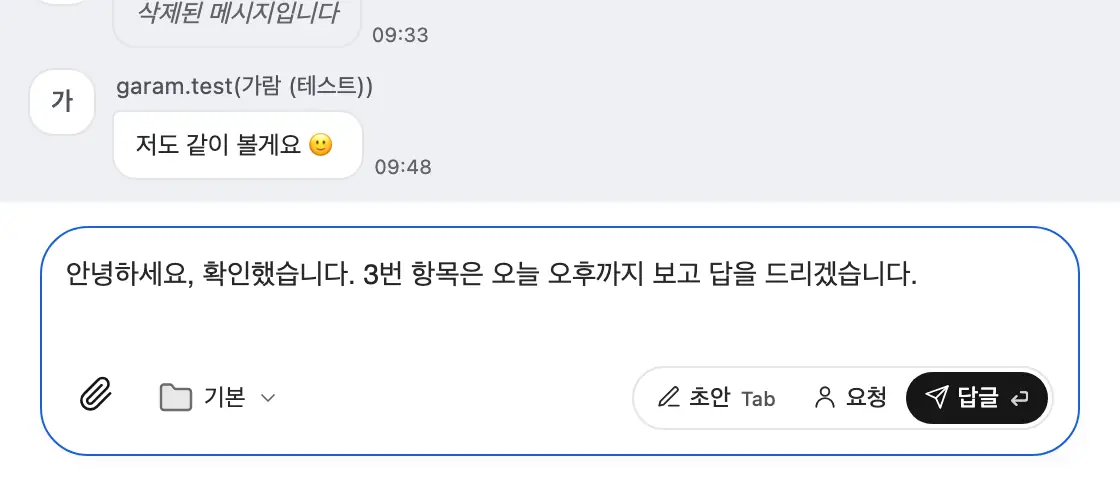 삭제된 메시지입니다
09:33
가
garam.test(가람 (테스트))
저도 같이 볼게요 🙂
09:48
안녕하세요, 확인했습니다. 3번 항목은 오늘 오후까지 보고 답을 드리겠습니다.
기본
초안 Tab
요청
답글